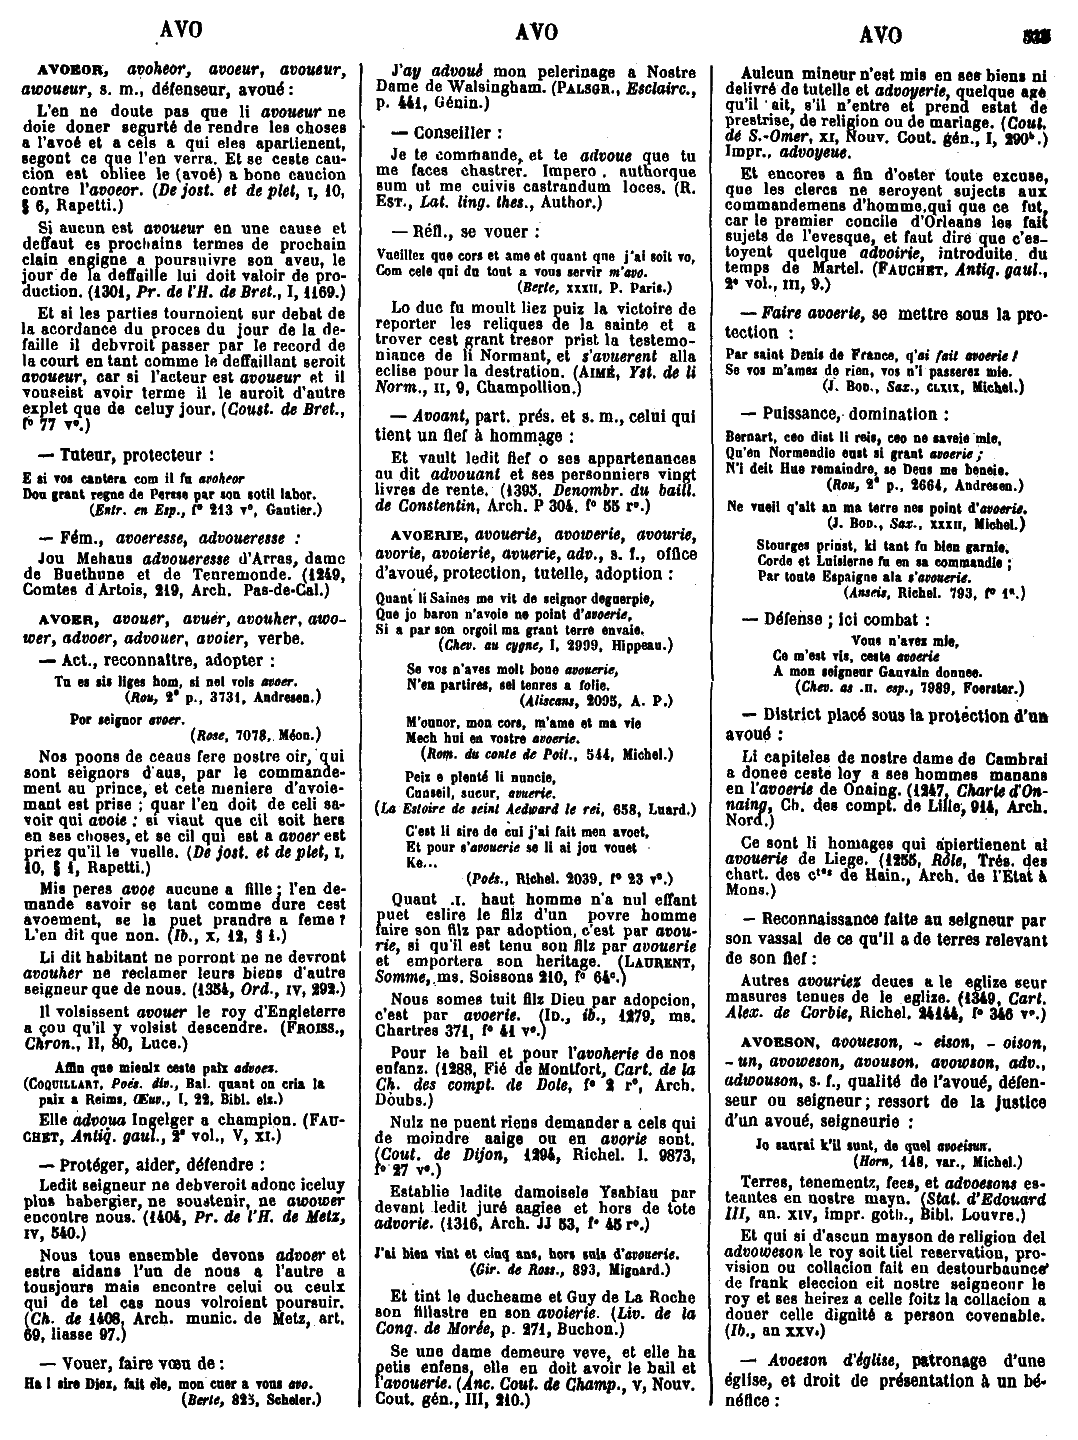 AVO
AVOEOR, avoheor, avoeur, avoueur,
awoueur, s. m., défenseur, avoué :
L'en ne doute pas que li avoueur ne
doie doner segurté de rendre les choses
a l'avoé et a cels a qui eles apartienent,
segont ce que l'en verra. Et se ceste cau-
cion est obliee le (avoé) a bone caucion
contre l'avoeor. (De jost. et de plet, I, 10,
§ 6, Rapetti.)
Si aucun est avoueur en une cause et
deffaut es prochains termes de prochain
clain engigne a poursuivre son aveu, le
jour de la deffaille lui doit valoir de pro-
duction. (1301, Pr. de l'H. de Bret., I, 1169.)
Et si les parties tournoient sur debat de
la acordance du proces du jour de la de-
faille il debvroit passer par le record de
la court en tant comme le deffaillant seroit
avoueur, car si l'acteur est avoueur et il
vouseist avoir terme il le auroit d'autre
explet que de celuy jour. (Coust. de Bret.,
f° 77 v°.)
— Tuteur, protecteur :
E si vos cantera com il fu avoheor
Dou grant regne de Persse par son sotil labor.
(Entr. en Esp., f° 213 v°, Gautier.)
— Fém., avoeresse, advoueresse :
Jou Mehaus advoueresse d'Arras, dame
de Buethune et de Tenremonde. (1249,
Comtes d'Artois, 219, Arch. Pas-de-Cal.)
AVOER, avouer, avuer, avouher, awo-
wer, advoer, advouer, avoier, verbe.
— Act., reconnaître, adopter :
Tu es sis liges hom, si nel vols avoer.
(Rou, 2° p., 3731, Andresen.)
Por seignor avoer.
(Rose, 7078, Méon.)
Nos poons de ceaus fere nostre oir, qui
sont seignors d'aus, par le commande-
ment au prince, et cete meniere d'avoie-
mant est prise ; quar l'en doit de celi sa-
voir qui avoie ; si viaut que cil soit hers
en ses choses, et se cil qui est a avoer est
priez qu'il le vuelle. (De jost. et de plet, I,
10, § 1, Rapetti.)
Mis peres avoe aucune a fille ; l'en de-
mande savoir se tant comme dure cest
avoement, se la puet prandre a feme ?
L'en dit que non. (Ib., X, 12, § 1.)
Li dit habitant ne porront ne ne devront
avouher ne reclamer leurs biens d'autre
seigneur que de nous. (1354, Ord., IV, 292.)
Il volsissent avouer le roy d'Engleterre
a çou qu'il y volsist descendre. (FROISS.,
Chron., II, 80, Luce.)
Affin que mieulx ceste paix advoes.
(COQUILLART, Poés. div., Bal. quant on cria la
paix a Reims, Œuv., I, 22, Bibl. elz.)
Elle advoua Ingelger a champion. (FAU-
CHET, Antiq. gaul., 2° vol., V, XI.)
— Protéger, aider, défendre :
Ledit seigneur ne debveroit adonc iceluy
plus habergier, ne soustenir, ne awower
encontre nous. (1404, Pr. de l'H. de Metz,
IV, 540.)
Nous tous ensemble devons advoer et
estre aidans l'un de nous a l'autre a
tousjours mais encontre celui ou ceulx
qui de tel cas nous volroient poursuir.
(Ch. de 1408, Arch. munic. de Metz, art.
69, liasse 97.)
— Vouer, faire vœu de :
Ha ! sire Diex, fait ele, mon cuer a vous avo.
(Berte, 823, Scheler.)
AVO
J'ay advoué mon pelerinage a Nostre
Dame de Walsingham. (PALSGR., Esclairc.,
p. 441, Génin.)
— Conseiller :
Je te commande, et te advoue que tu
me faces chastrer. Impero . authorque
sum ut me cuivis castrandum loces. (R.
EST., Lat. ling. thes., Author.)
— Réfl., se vouer :
Vueillez que cors et ame et quant que j'ai soit vo,
Com cele qui du tout a vous servir m'avo.
(Berte, XXXII, P. Paris.)
Lo duc fu moult liez puiz la victoire de
reporter les reliques de la sainte et a
trover cest grant tresor prist la testemo-
niance de li Normant, et s'avuerent alla
eclise pour la destration. (AIMÉ, Yst. de li
Norm., II, 9, Champollion.)
— Avoant, part. prés. et s. m., celui qui
tient un fief à hommage :
Et vault ledit fief o ses appartenances
au dit advouant et ses personniers vingt
livres de rente. (1395, Denombr. du baill.
de Constentin, Arch. P 304, f° 55 r°.)
AVOERIE, avouerie, avowerie, avourie,
avorie, avoierie, avuerie, adv., s. f., office
d'avoué, protection, tutelle, adoption :
Quant li Saines me vit de seignor deguerpie,
Que jo baron n'avoie ne point d'avoerie,
Si a par son orgoil ma grant terre envaie.
(Chev. au cygne, I, 2999, Hippeau.)
Se vos n'aves molt bone avouerie,
N'en partires, sel tenres a folie.
(Aliscans, 2095, A. P.)
M'onnor, mon cors, m'ame et ma vie
Mech hui en vostre avoerie.
(Rom. du conte de Poit., 544, Michel.)
Peiz e plenté li nuncie,
Cunseil, sucur, avuerie.
(La Estoire de seint Aedward le rei, 658, Luard.)
C'est li sire de cui j'ai fait men avoet,
Et pour s'avouerie se li ai jou vouet
Ke...
(Poés., Richel. 2039, f° 23 v°.)
Quant .I. haut homme n'a nul effant
puet eslire le filz d'un povre homme
faire son filz par adoption, c'est par avou-
rie, si qu'il est tenu son filz par avouerie
et emportera son heritage. (LAURENT,
Somme, ms. Soissons 210, f° 64°.)
Nous somes tuit filz Dieu par adopcion,
c'est par avoerie. (ID., ib., 1279, ms.
Chartres 371, f° 41 v°.)
Pour le bail et pour l'avoherie de nos
enfanz. (1288, Fié de Montfort, Cart. de la
Ch. des compt. de Dole, f° 2 r°, Arch.
Doubs.)
Nulz ne puent riens demander a cels qui
de moindre aaige ou en avorie sont.
(Cout. de Dijon, 1294, Richel. l. 9873,
f° 27 v°.)
Establie ladite damoisele Ysabiau par
devant ledit juré aagiee et hors de tote
advorie. (1316, Arch. JJ 53, f° 45 r°.)
J'ai bien vint et cinq ans, hors suis d'avouerie.
(Gir. de Ross., 893, Mignard.)
Et tint le ducheame et Guy de La Roche
son fillastre en son avoierie. (Liv. de la
Conq. de Morée, p. 271, Buchon.)
Se une dame demeure veve, et elle ha
petis enfens, elle en doit avoir le bail et
l'avouerie. (Anc. Cout. de Champ., V, Nouv.
Cout. gén., III, 210.)
AVO
Aulcun mineur n'est mis en ses biens ni
delivré de tutelle et advoyerie, quelque age
qu'il ait, s'il n'entre et prend estat de
prestrise, de religion ou de mariage. (Cout.
de S.-Omer, XI, Nouv. Cout. gén., I, 290ᵇ.)
Impr., advoyeue.
Et encores a fin d'oster toute excuse,
que les clercs ne seroyent sujects aux
commandemens d'homme qui que ce fut,
car le premier concile d'Orleans les fait
sujets de l'evesque, et faut dire que c'es-
toyent quelque advoirie, introduite du
temps de Martel. (FAUCHET, Antiq. gaul.,
2° vol., III, 9.)
— Faire avoerie, se mettre sous la pro-
tection :
Par saint Denis de France, q'ai fait avoerie !
Se vos m'amez de rien, vos n'i passerez mie.
(J. BOD., Sax., CLXIX, Michel.)
— Puissance, domination :
Bernart, ceo dist li reis, ceo ne saveie mie,
Qu'en Normendie eust si grant avoerie ;
N'i deit Hue remaindre, se Deus me beneie.
(Rou, 2° p., 2664, Andresen.)
Ne vueil q'ait an ma terre nes point d'avoerie.
(J. BOD., Sax., XXXII, Michel.)
Stourges prinst, ki tant fu bien garnie,
Corde et Luisierne fu en sa commandie ;
Par toute Espaigne ala s'avouerie.
(Anseis, Richel. 793, f° 1°.)
— Défense ; ici combat :
Vous n'avez mie,
Ce m'est vis, ceste avoerie
A mon seigneur Gauvain donnee.
(Chev. as .II. esp., 7989, Foerster.)
— District placé sous la protection d'un
avoué :
Li capiteles de nostre dame de Cambrai
a donee ceste loy a ses hommes manans
en l'avoerie de Onaing. (1247, Charte d'On-
naing, Ch. des compt. de Lille, 914, Arch.
Nord.)
Ce sont li homages qui apiertienent al
avouerie de Liege. (1255, Rôle, Trés. des
chart. des cᵗᵉˢ de Hain., Arch. de l'Etat à
Mons.)
— Reconnaissance faite au seigneur par
son vassal de ce qu'il a de terres relevant
de son fief :
Autres avouriez deues a le eglize seur
masures tenues de le eglize. (1349, Cart.
Alex. de Corbie, Richel. 24144, f° 346 v°.)
AVOESON, avoueson, - eison, - oison,
- un, avoweson, avouson, avowson, adv.,
adwouson, s. f., qualité de l'avoué, défen-
seur ou seigneur ; ressort de la justice
d'un avoué, seigneurie :
Jo saurai k'il sunt, de quel avoeisun.
(Horn, 148, var., Michel.)
Terres, tenementz, fees, et advoesons es-
teantes en nostre mayn. (Stat. d'Edouard
III, an. XIV, impr. goth., Bibl. Louvre.)
Et qui si d'ascun mayson de religion del
advoweson le roy soit tiel reservation, pro-
vision ou collacion fait en destourbaunce
de frank eleccion eit nostre seigneour le
roy et ses heirez a celle foitz la collacion a
doner celle dignité a person covenable.
(Ib., an XXV.)
— Avoeson d'église, patronage d'une
église, et droit de présentation à un bé-
néfice :